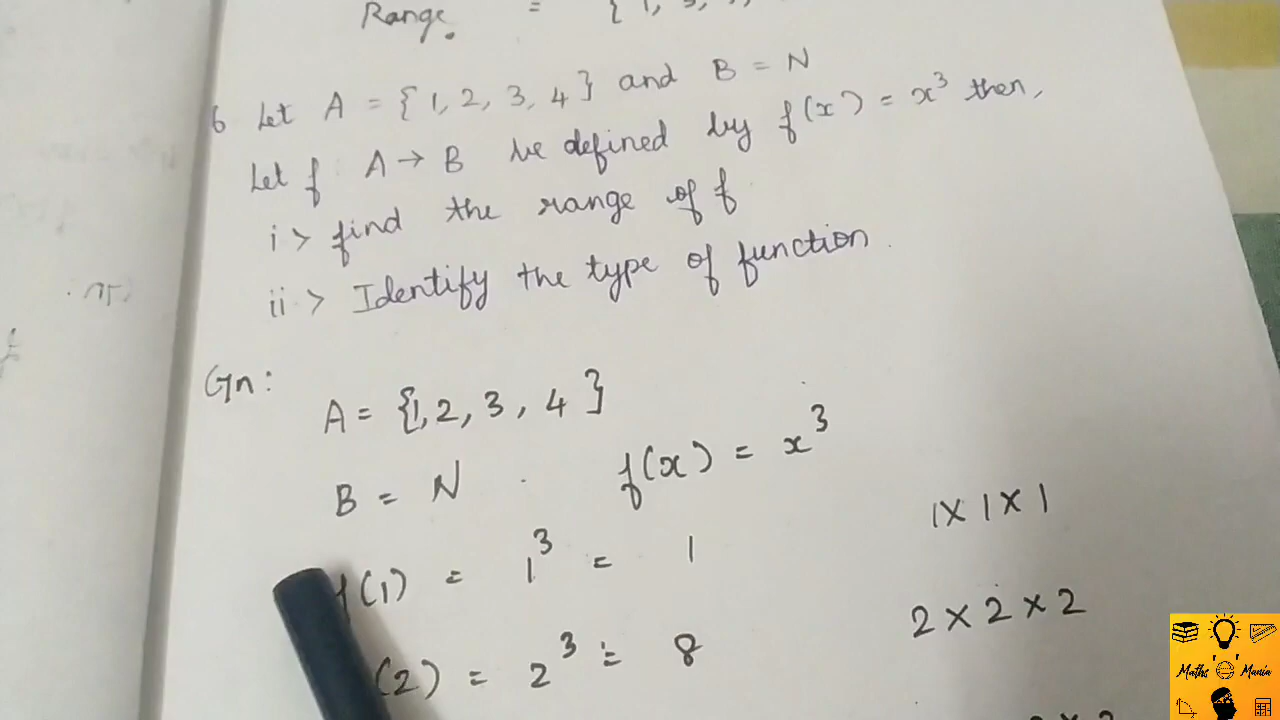 Range =
6 Let A = {1, 2, 3, 4} and B = N
Let f A → B be defined by f(x) = x³ then,
i > find the range of f
ii > Identify the type of function.
Gn:
A = {1, 2, 3, 4}
B = N . f(x) = x³
f(1) = 1³ = 1 1 X 1 X 1
(2) = 2³ = 8 2 X 2 X 2
Maths Mania